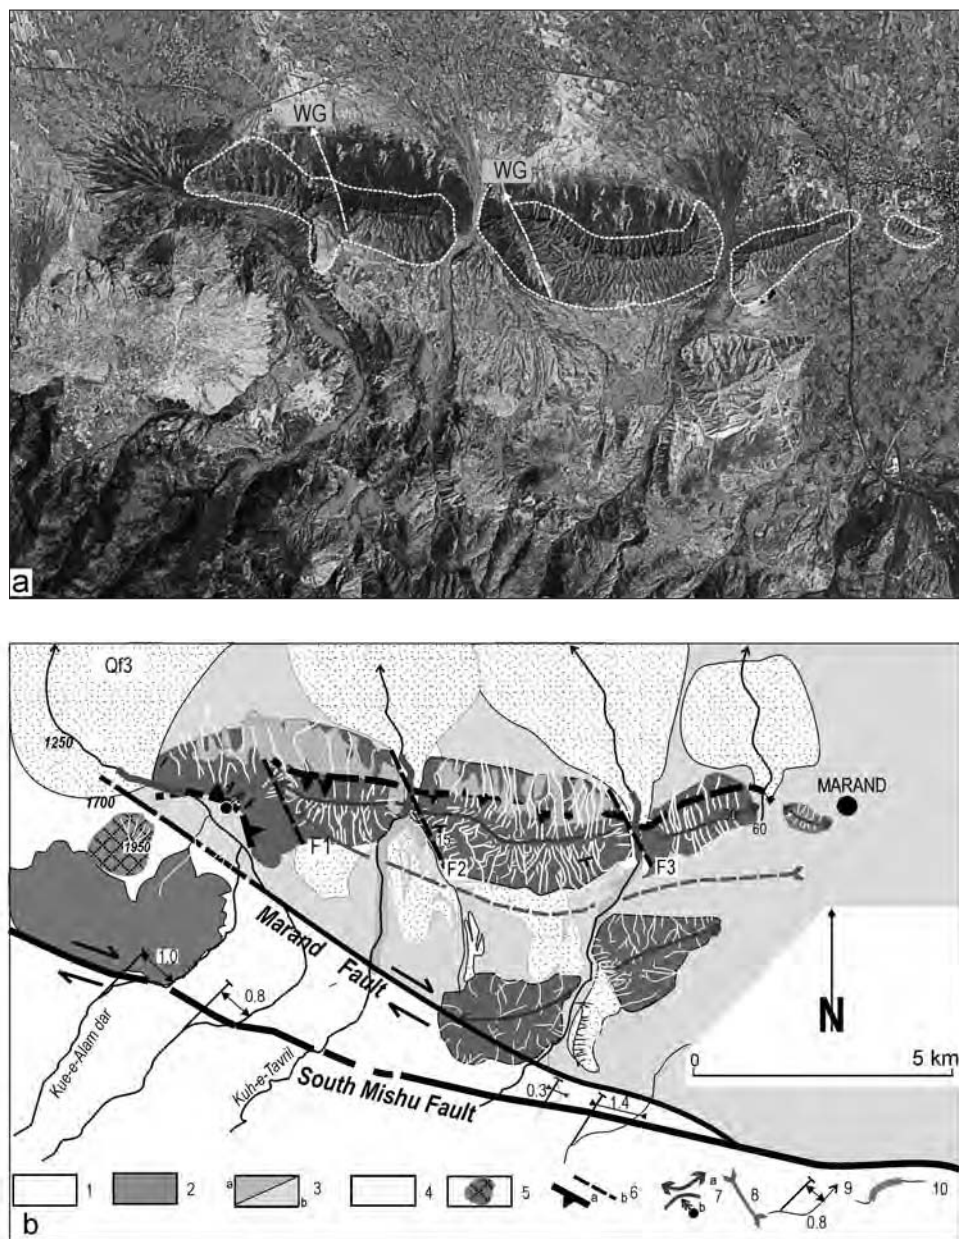 WG
WG
a
Qf3
1250
1700
MARAND
1950
F1
15
F2
F3
60
Marand Fault
1.0
0.8
N
0 5 km
Kue-e-Alam dar
Kuh-e-Tavril
South Mishu Fault
0.3
1.4
1 2 a b 3 4 5 a b 6 a b 7 8 9 0.8 10
b